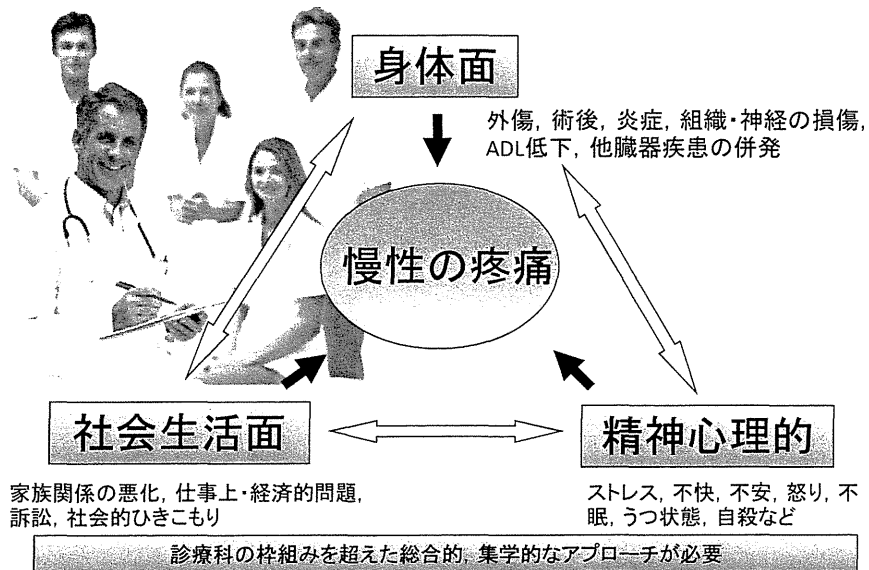 身体面
外傷, 術後, 炎症, 組織・神経の損傷,
ADL低下, 他臓器疾患の併発
慢性の疼痛
社会生活面
家族関係の悪化, 仕事上・経済的問題,
訴訟, 社会的ひきこもり
精神心理的
ストレス, 不快, 不安, 怒り, 不
眠, うつ状態, 自殺など
診療科の枠組みを超えた総合的, 集学的なアプローチが必要